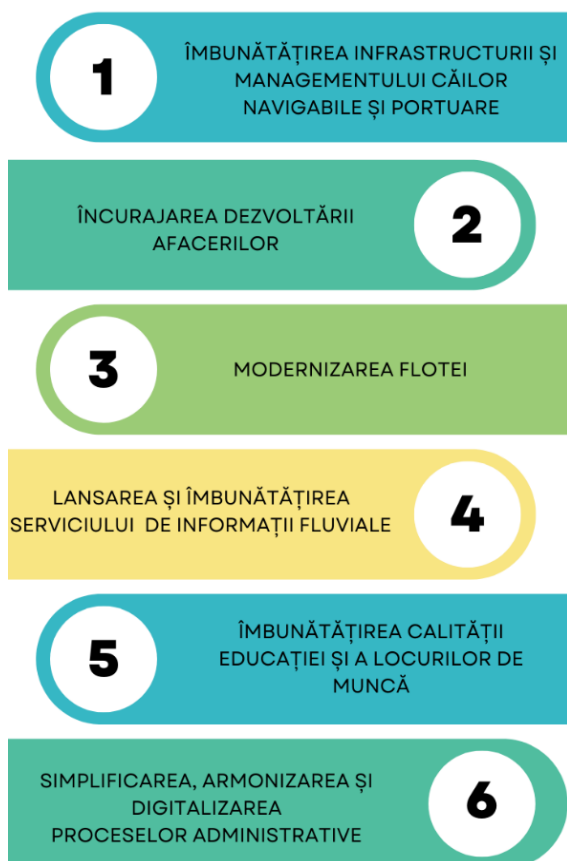 1
ÎMBUNĂTĂȚIREA INFRASTRUCTURII ȘI
MANAGEMENTULUI CĂILOR
NAVIGABILE ȘI PORTUARE
ÎNCURAJAREA DEZVOLTĂRII
AFACERILOR
2
3
MODERNIZAREA FLOTEI
LANSAREA ȘI ÎMBUNĂTĂȚIREA
SERVICIULUI DE INFORMAȚII FLUVIALE
4
5
ÎMBUNĂTĂȚIREA CALITĂȚII
EDUCAȚIEI ȘI A LOCURILOR DE
MUNCĂ
SIMPLIFICAREA, ARMONIZAREA ȘI
DIGITALIZAREA
PROCESELOR ADMINISTRATIVE
6